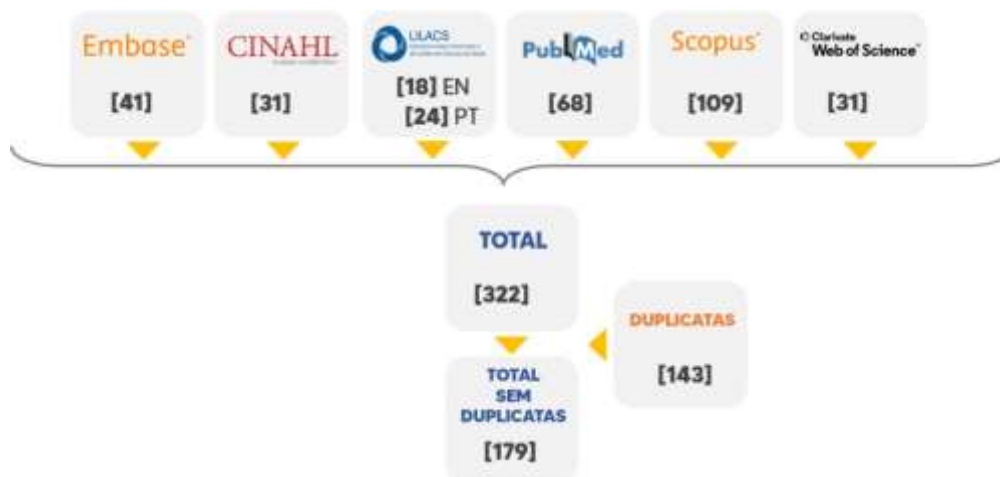 Embase
[41]
CINAHL
[31]
LILACS
[18] EN
[24] PT
PubMed
[68]
Scopus
[109]
Clarivate
Web of Science
[31]
TOTAL
[322]
DUPLICATAS
[143]
TOTAL
SEM
DUPLICATAS
[179]